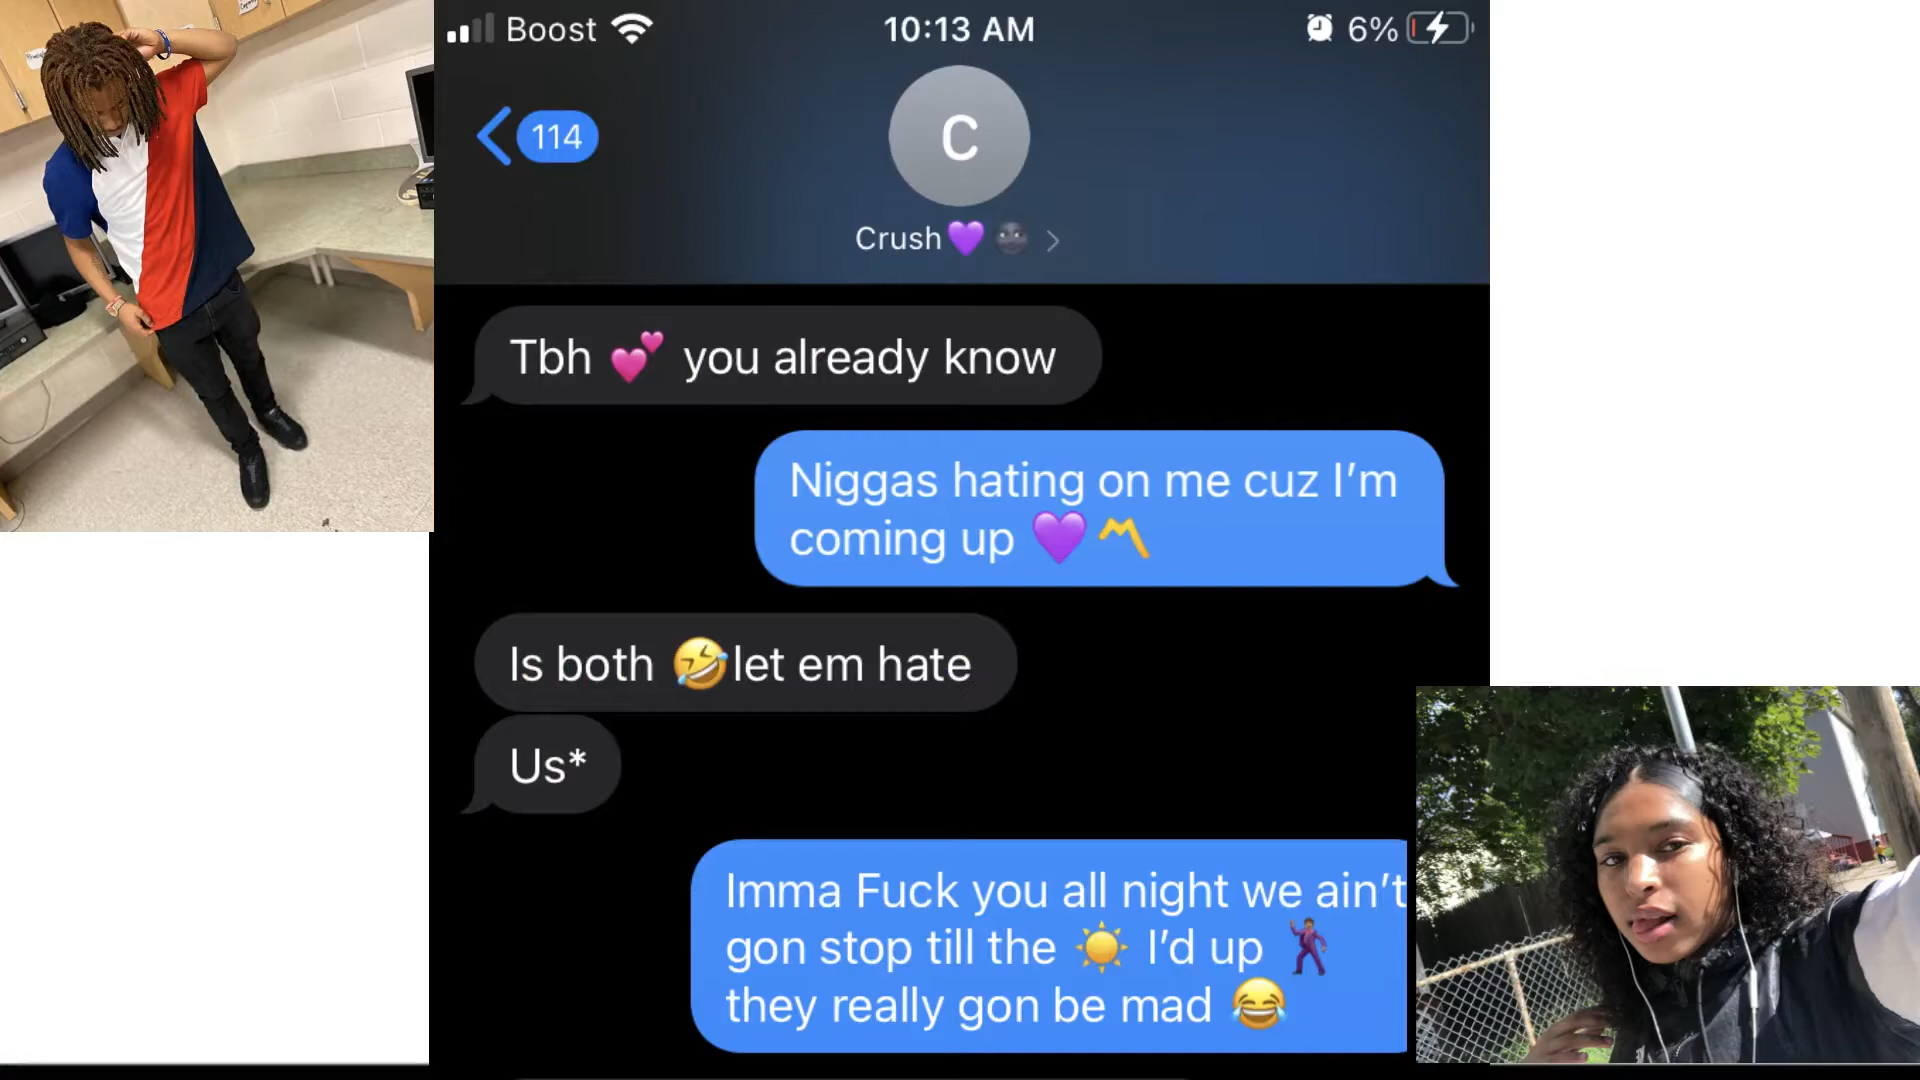 Boost
10:13 AM
6%
114
C
Crush💜🌚
Tbh 💕 you already know
Niggas hating on me cuz I’m
coming up 💜〽️
Is both 🤣let em hate
Us*
Imma Fuck you all night we ain’t
gon stop till the ☀️ I’d up 🕺🏾
they really gon be mad 😂